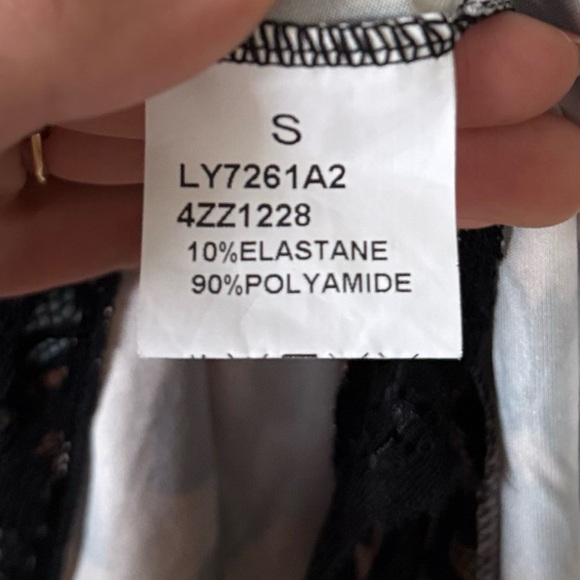 S
LY7261A2
4ZZ1228
10%ELASTANE
90%POLYAMIDE